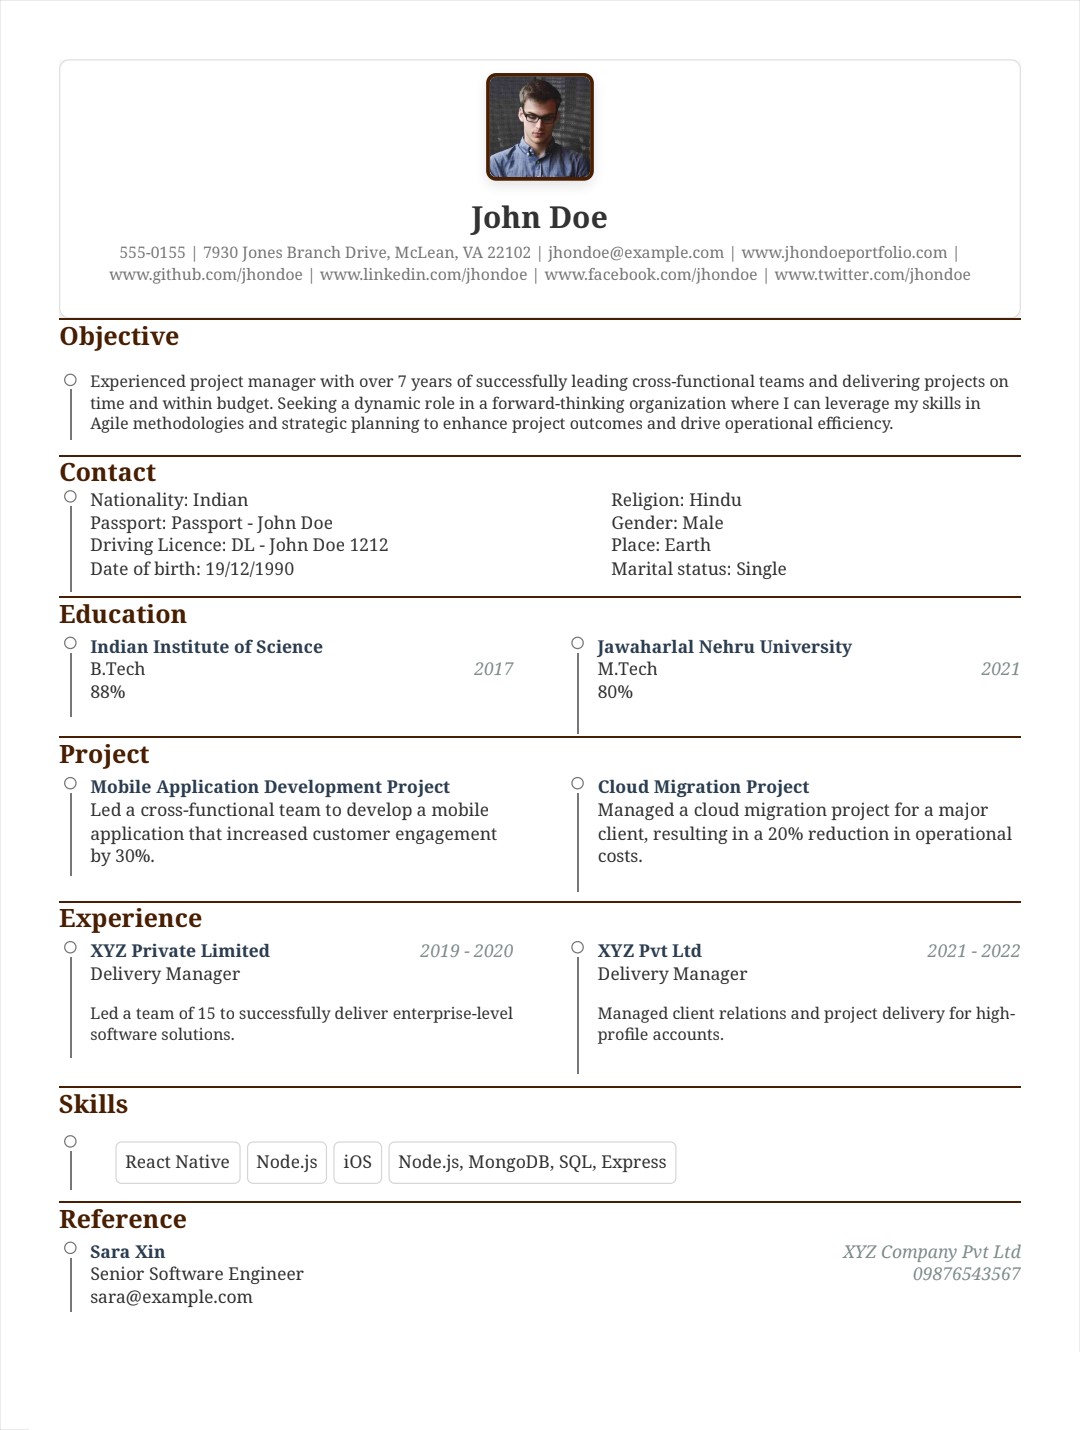 John Doe
555-0155 | 7930 Jones Branch Drive, McLean, VA 22102 | jhondoe@example.com | www.jhondoeportfolio.com |
www.github.com/jhondoe | www.linkedin.com/jhondoe | www.facebook.com/jhondoe | www.twitter.com/jhondoe
Objective
Experienced project manager with over 7 years of successfully leading cross-functional teams and delivering projects on
time and within budget. Seeking a dynamic role in a forward-thinking organization where I can leverage my skills in
Agile methodologies and strategic planning to enhance project outcomes and drive operational efficiency.
Contact
Nationality: Indian
Passport: Passport - John Doe
Driving Licence: DL - John Doe 1212
Date of birth: 19/12/1990
Religion: Hindu
Gender: Male
Place: Earth
Marital status: Single
Education
Indian Institute of Science
B.Tech 2017
88%
Jawaharlal Nehru University
M.Tech 2021
80%
Project
Mobile Application Development Project
Led a cross-functional team to develop a mobile
application that increased customer engagement
by 30%.
Cloud Migration Project
Managed a cloud migration project for a major
client, resulting in a 20% reduction in operational
costs.
Experience
XYZ Private Limited 2019 - 2020
Delivery Manager
Led a team of 15 to successfully deliver enterprise-level
software solutions.
XYZ Pvt Ltd 2021 - 2022
Delivery Manager
Managed client relations and project delivery for high-
profile accounts.
Skills
React Native Node.js iOS Node.js, MongoDB, SQL, Express
Reference
Sara Xin XYZ Company Pvt Ltd
Senior Software Engineer 09876543567
sara@example.com